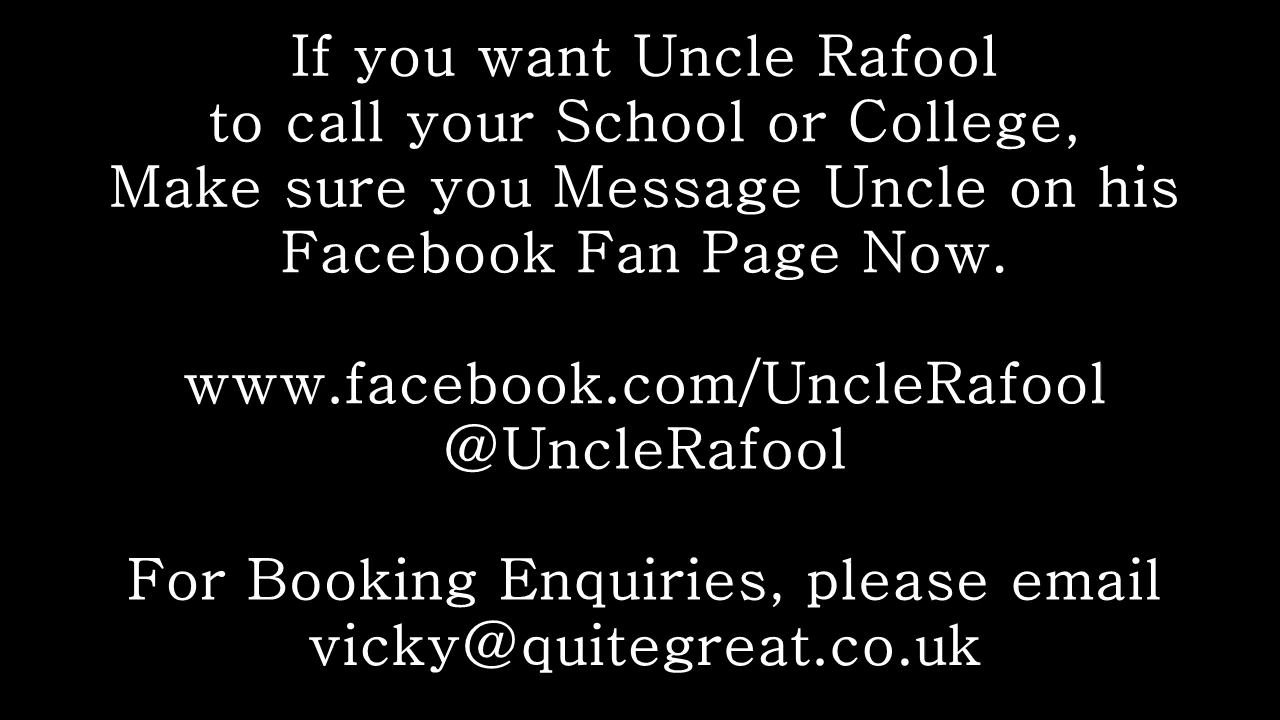 If you want Uncle Rafool
to call your School or College,
Make sure you Message Uncle on his
Facebook Fan Page Now.
www.facebook.com/UncleRafool
@UncleRafool
For Booking Enquiries, please email
vicky@quitegreat.co.uk